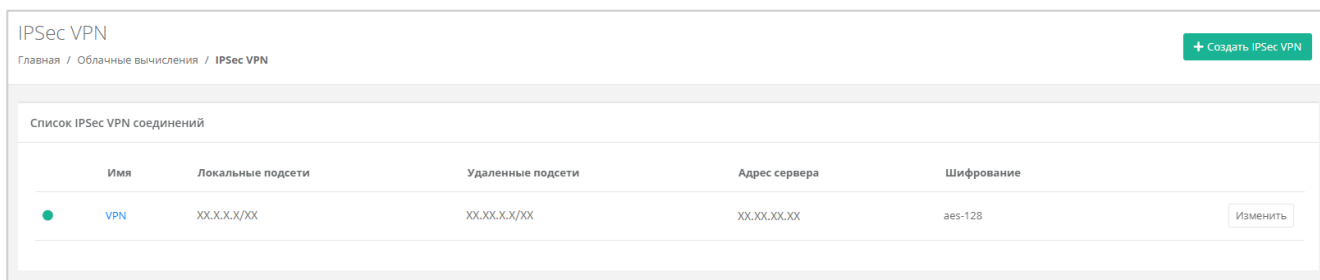 IPSec VPN
Главная / Облачные вычисления / IPSec VPN
+ Создать IPSec VPN
Список IPSec VPN соединений
Имя Локальные подсети Удаленные подсети Адрес сервера Шифрование
VPN XX.X.X.X/XX XX.XX.X.X/XX XX.XX.XX.XX aes-128 Изменить